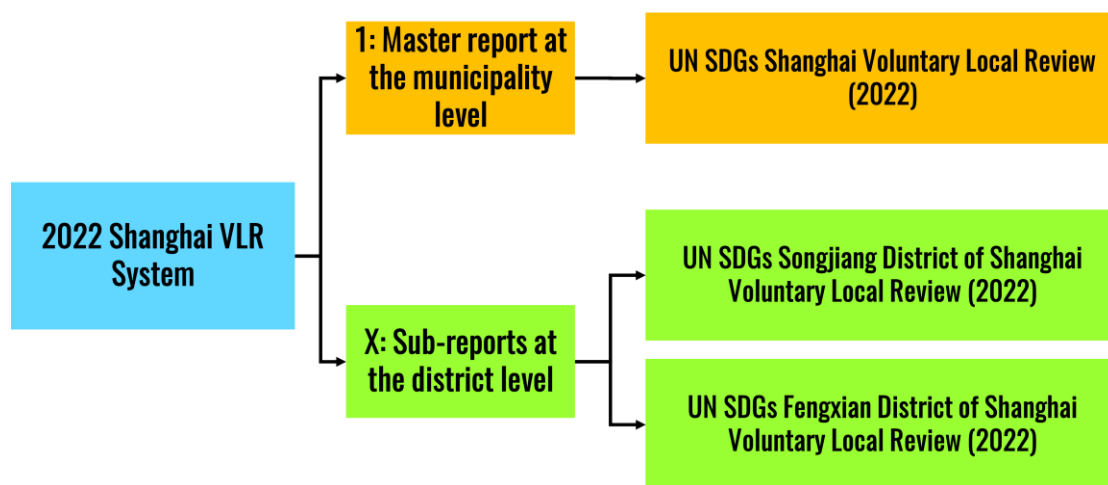 1: Master report at
the municipality
level
UN SDGs Shanghai Voluntary Local Review
(2022)
2022 Shanghai VLR
System
X: Sub-reports at
the district level
UN SDGs Songjiang District of Shanghai
Voluntary Local Review (2022)
UN SDGs Fengxian District of Shanghai
Voluntary Local Review (2022)